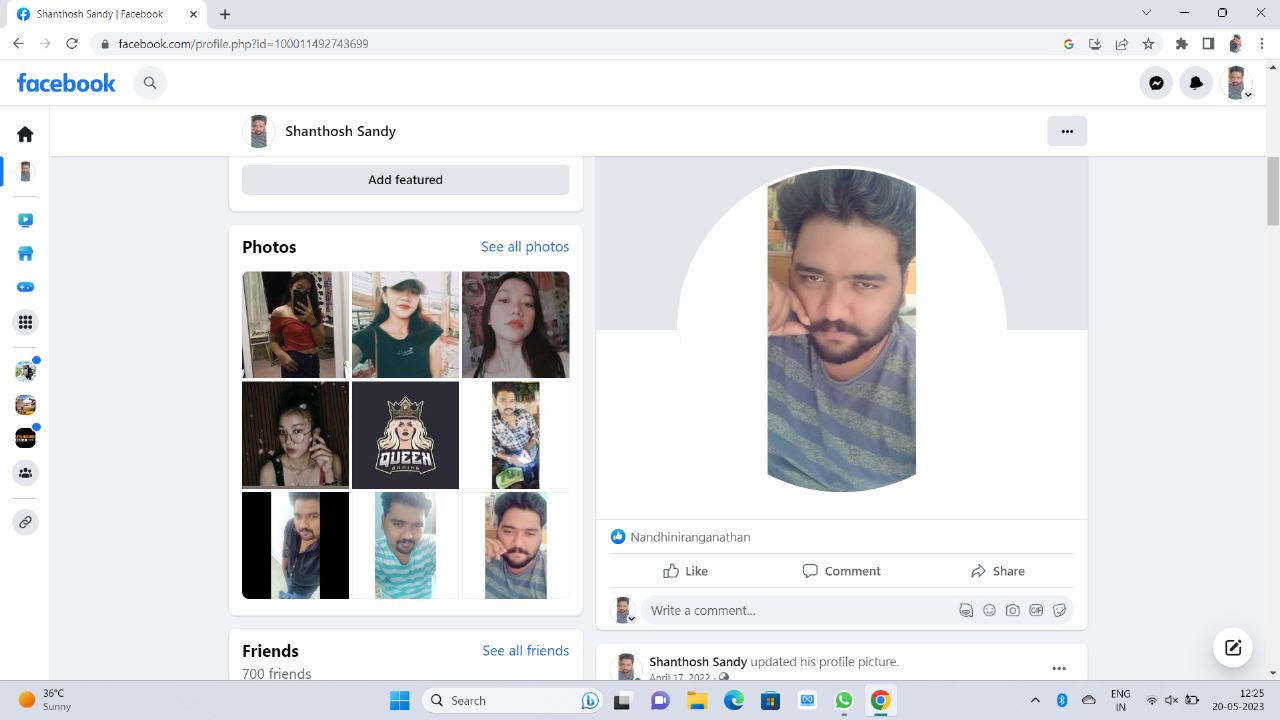 Shanthosh Sandy | Facebook
facebook.com/profile.php?id=100011492743699
facebook
Shanthosh Sandy
Add featured
Photos
See all photos
QUEEN
GAMING
Friends
See all friends
700 friends
Nandhiniranganathan
Like
Comment
Share
Write a comment...
GIF
Shanthosh Sandy updated his profile picture.
April 17, 2022 ·
36°C
Sunny
Search
ENG
IN
12:25
20-05-2023